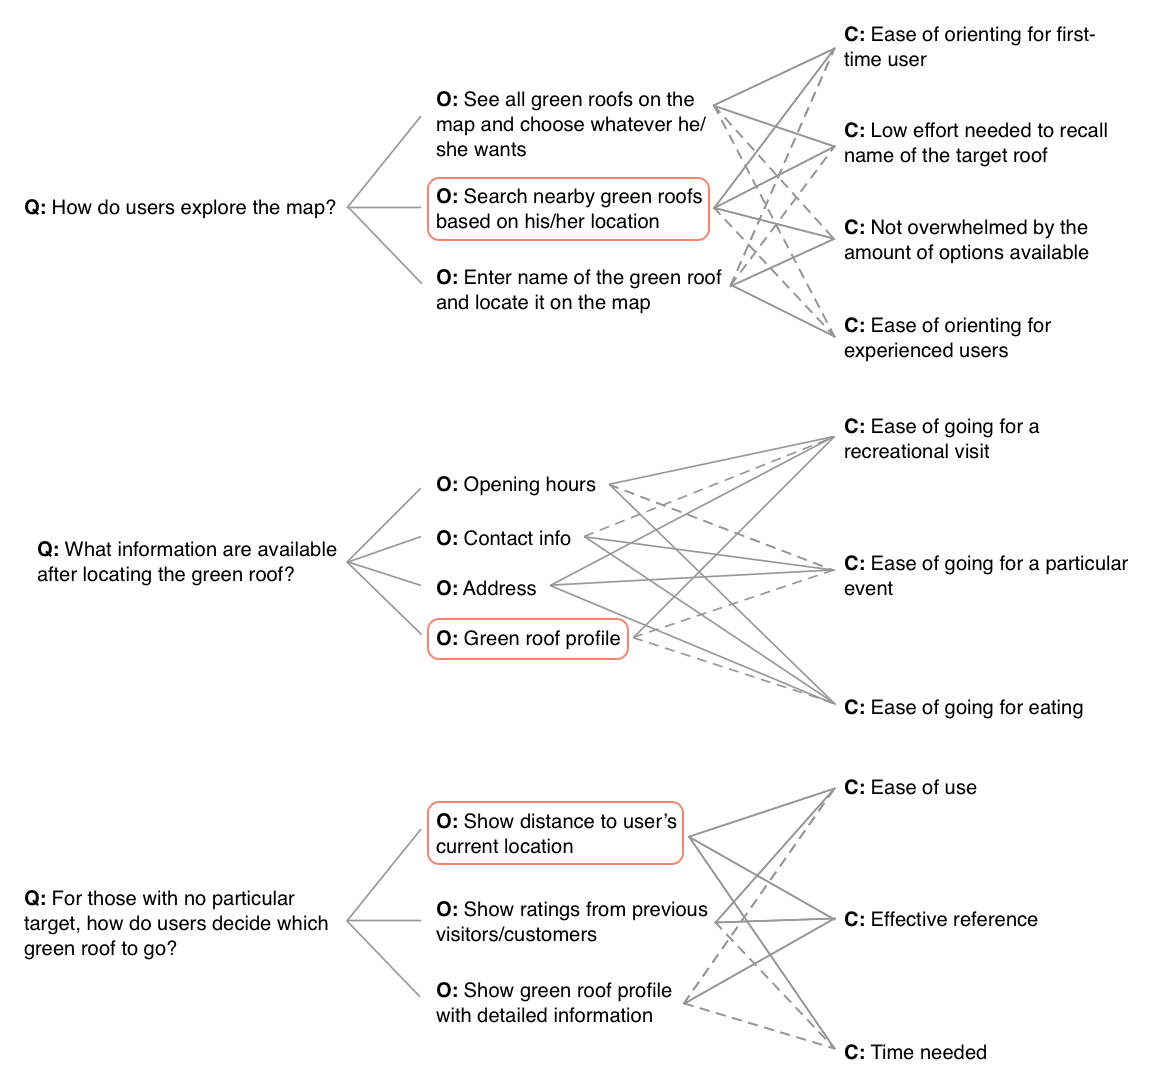 Q: How do users explore the map?
O: See all green roofs on the
map and choose whatever he/
she wants
O: Search nearby green roofs
based on his/her location
O: Enter name of the green roof
and locate it on the map
C: Ease of orienting for first-
time user
C: Low effort needed to recall
name of the target roof
C: Not overwhelmed by the
amount of options available
C: Ease of orienting for
experienced users
Q: What information are available
after locating the green roof?
O: Opening hours
O: Contact info
O: Address
O: Green roof profile
C: Ease of going for a
recreational visit
C: Ease of going for a particular
event
C: Ease of going for eating
Q: For those with no particular
target, how do users decide which
green roof to go?
O: Show distance to user’s
current location
O: Show ratings from previous
visitors/customers
O: Show green roof profile
with detailed information
C: Ease of use
C: Effective reference
C: Time needed